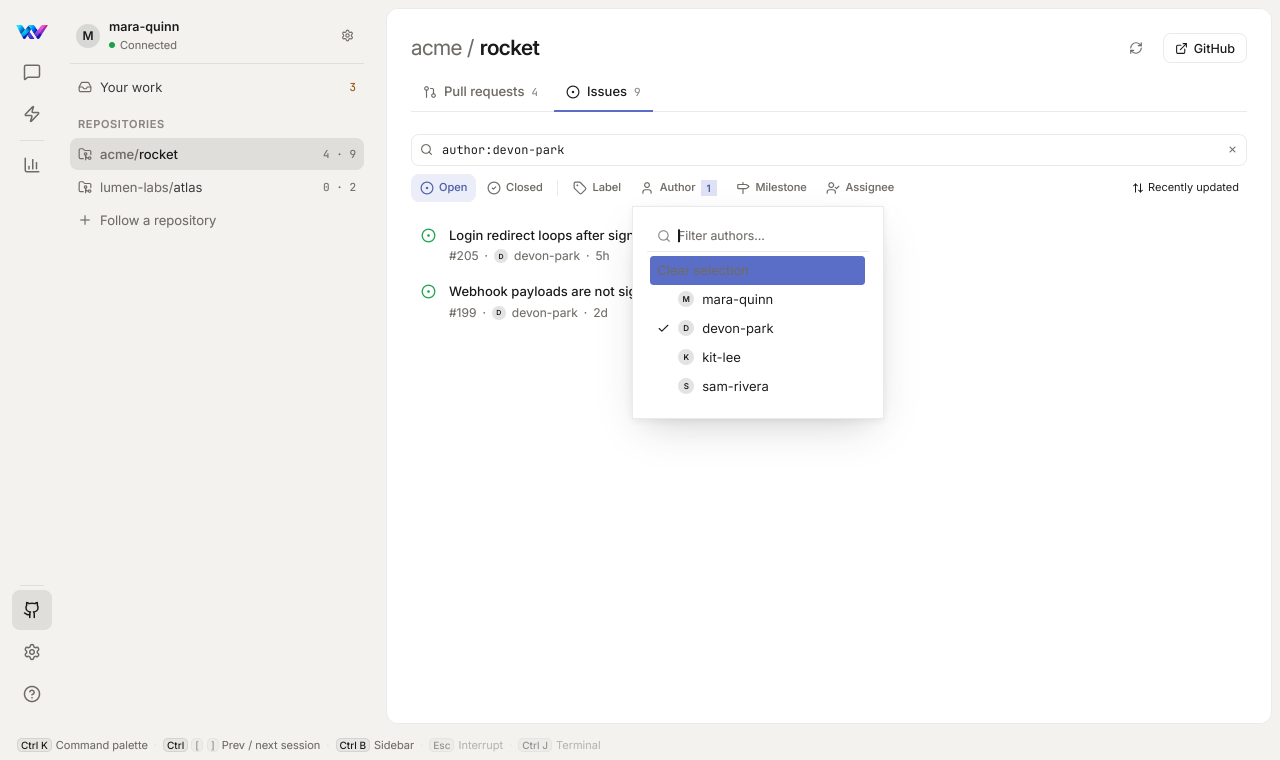 M mara-quinn
Connected
Your work 3
REPOSITORIES
acme/rocket 4 · 9
lumen-labs/atlas 0 · 2
Follow a repository
acme / rocket
GitHub
Pull requests 4
Issues 9
author:devon-park ×
Open Closed Label Author 1 Milestone Assignee Recently updated
Login redirect loops after sign
#205 · D devon-park · 5h
Webhook payloads are not sig
#199 · D devon-park · 2d
Filter authors...
Clear selection
M mara-quinn
D devon-park
K kit-lee
S sam-rivera
Ctrl K Command palette · Ctrl [ ] Prev / next session · Ctrl B Sidebar · Esc Interrupt · Ctrl J Terminal